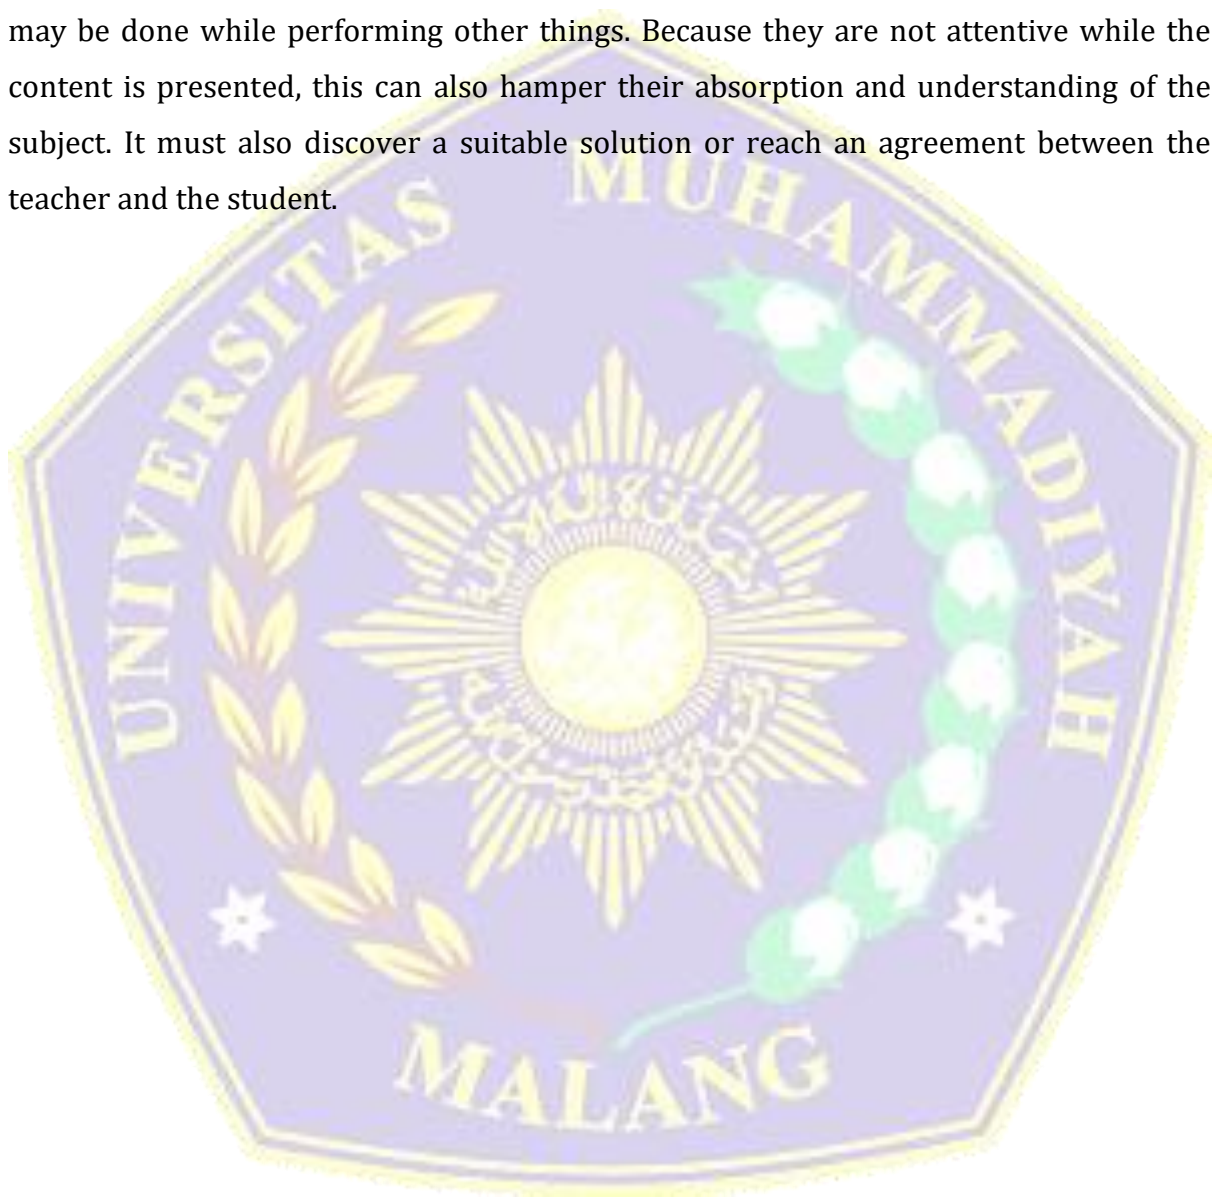 may be done while performing other things. Because they are not attentive while the
content is presented, this can also hamper their absorption and understanding of the
subject. It must also discover a suitable solution or reach an agreement between the
teacher and the student.
UNIVERSITAS MUHAMMADIYAH
MALANG